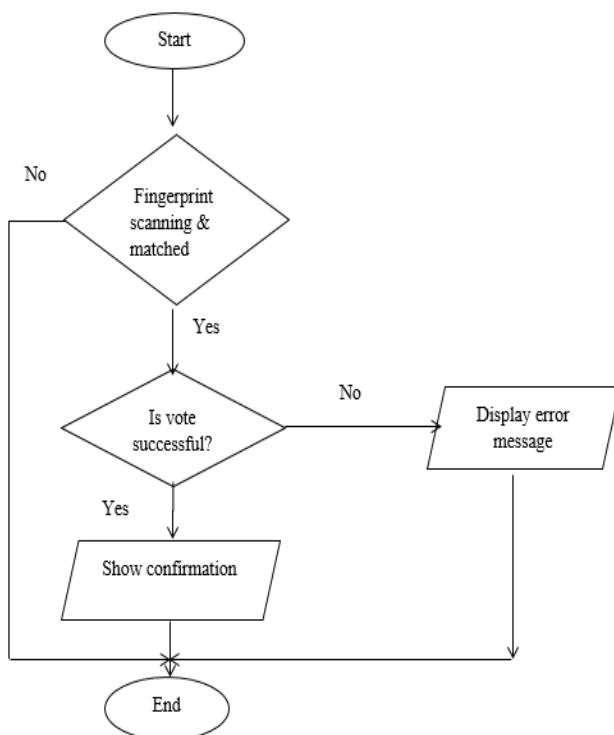 Start
No
Fingerprint
scanning &
matched
Yes
Is vote
successful?
No
Display error
message
Yes
Show confirmation
End